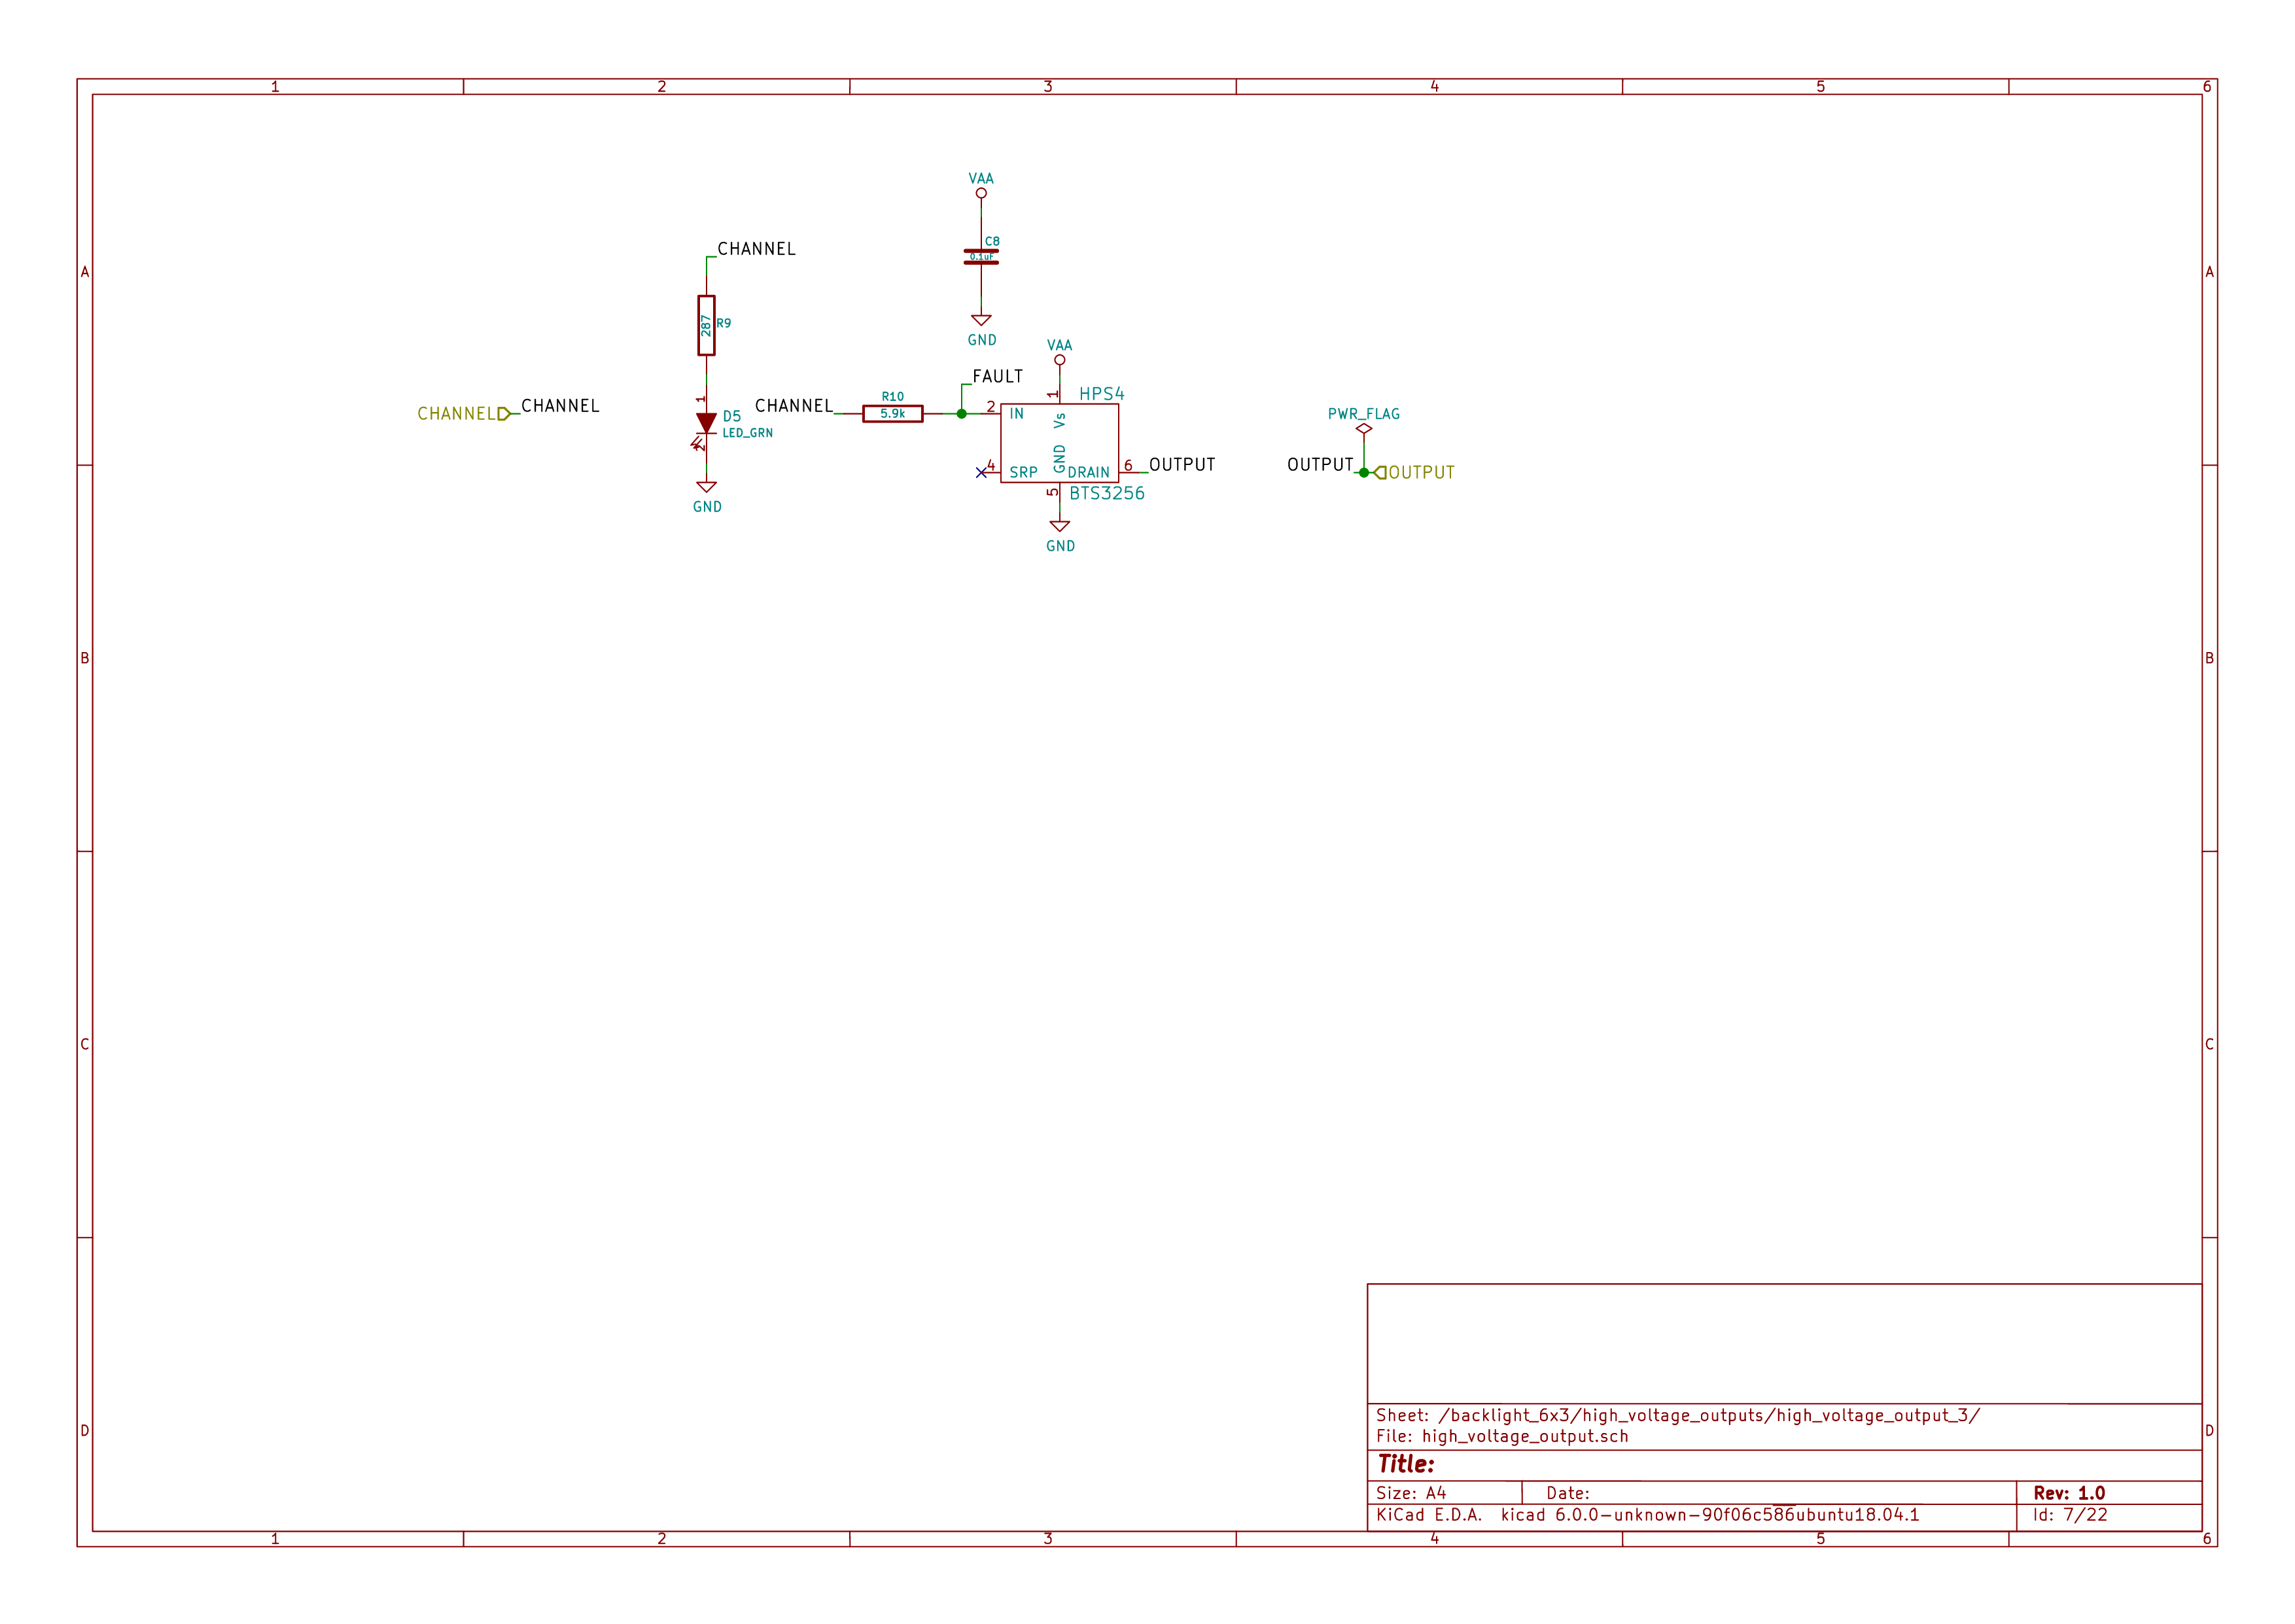 1 2 3 4 5 6
VAA
CHANNEL
C8
0.1uF
A A
287
R9
GND
VAA
FAULT
1
HPS4
CHANNEL
CHANNEL
1
D5
LED_GRN
2
CHANNEL
R10
5.9k
2
IN
Vs
PWR_FLAG
4
SRP
GND
DRAIN
6
OUTPUT
OUTPUT
OUTPUT
5
BTS3256
GND
GND
B B
C C
D D
Sheet: /backlight_6x3/high_voltage_outputs/high_voltage_output_3/
File: high_voltage_output.sch
Title:
Size: A4 Date: Rev: 1.0
KiCad E.D.A. kicad 6.0.0-unknown-90f06c586ubuntu18.04.1 Id: 7/22
1 2 3 4 5 6